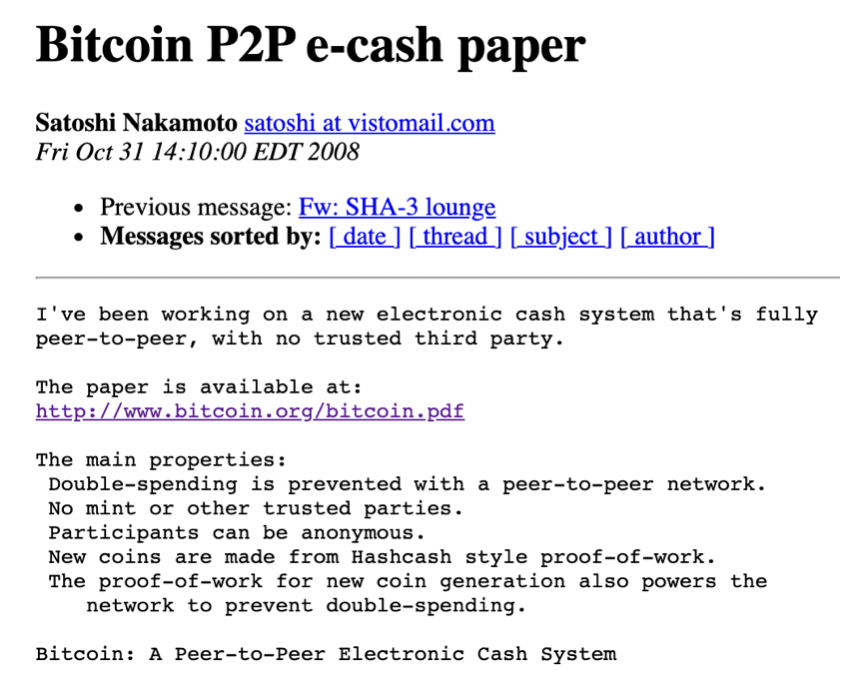 Bitcoin P2P e-cash paper
Satoshi Nakamoto satoshi at vistomail.com
Fri Oct 31 14:10:00 EDT 2008
• Previous message: Fw: SHA-3 lounge
• Messages sorted by: [ date ] [ thread ] [ subject ] [ author ]
I've been working on a new electronic cash system that's fully
peer-to-peer, with no trusted third party.
The paper is available at:
http://www.bitcoin.org/bitcoin.pdf
The main properties:
Double-spending is prevented with a peer-to-peer network.
No mint or other trusted parties.
Participants can be anonymous.
New coins are made from Hashcash style proof-of-work.
The proof-of-work for new coin generation also powers the
network to prevent double-spending.
Bitcoin: A Peer-to-Peer Electronic Cash System